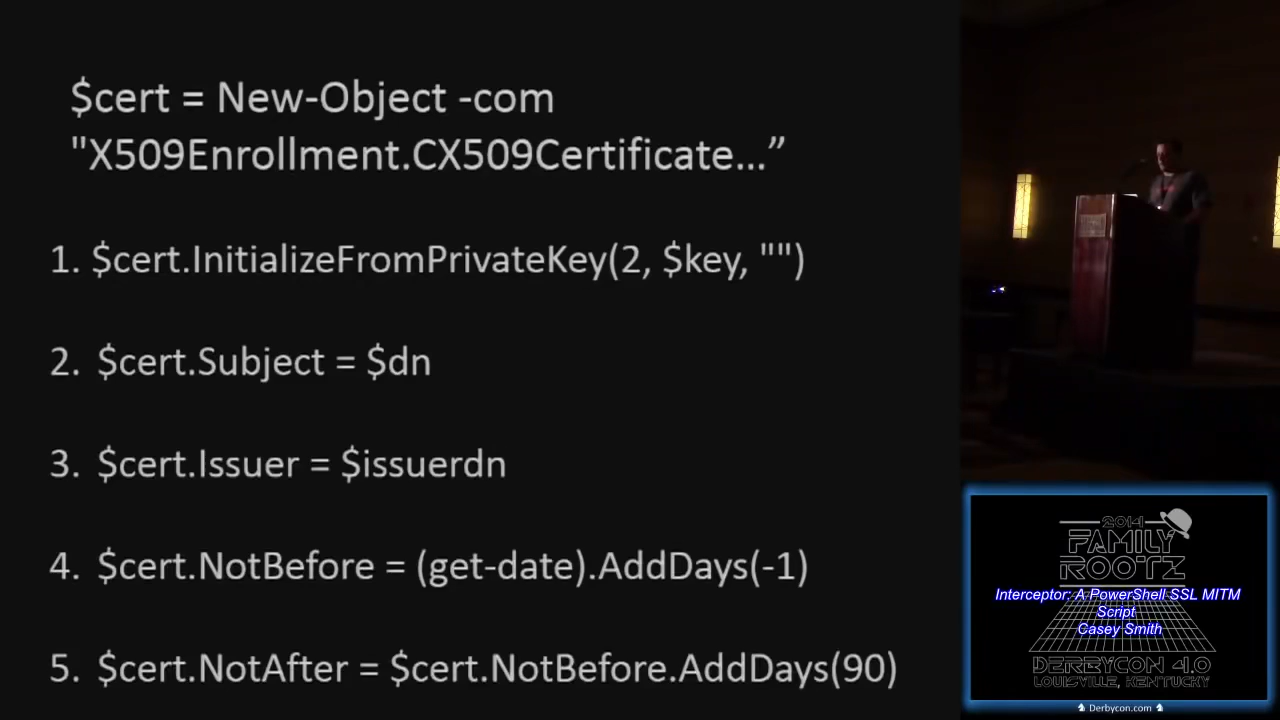 $cert = New-Object -com
"X509Enrollment.CX509Certificate...”
1. $cert.InitializeFromPrivateKey(2, $key, "")
2. $cert.Subject = $dn
3. $cert.Issuer = $issuerdn
4. $cert.NotBefore = (get-date).AddDays(-1)
5. $cert.NotAfter = $cert.NotBefore.AddDays(90)
2014
FAMILY
ROOTZ
Interceptor: A PowerShell SSL MITM
Script
Casey Smith
DERBYCON 4.0
LOUISVILLE, KENTUCKY
Derbycon.com